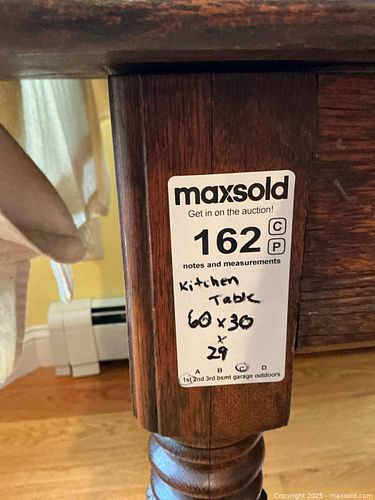 maxsold
Get in on the auction!
162 C
P
notes and measurements
Kitchen
Table
60 x 30
x
29
A B C D
1st 2nd 3rd bsmt garage outdoors
Copyright 2025 - maxsold.com